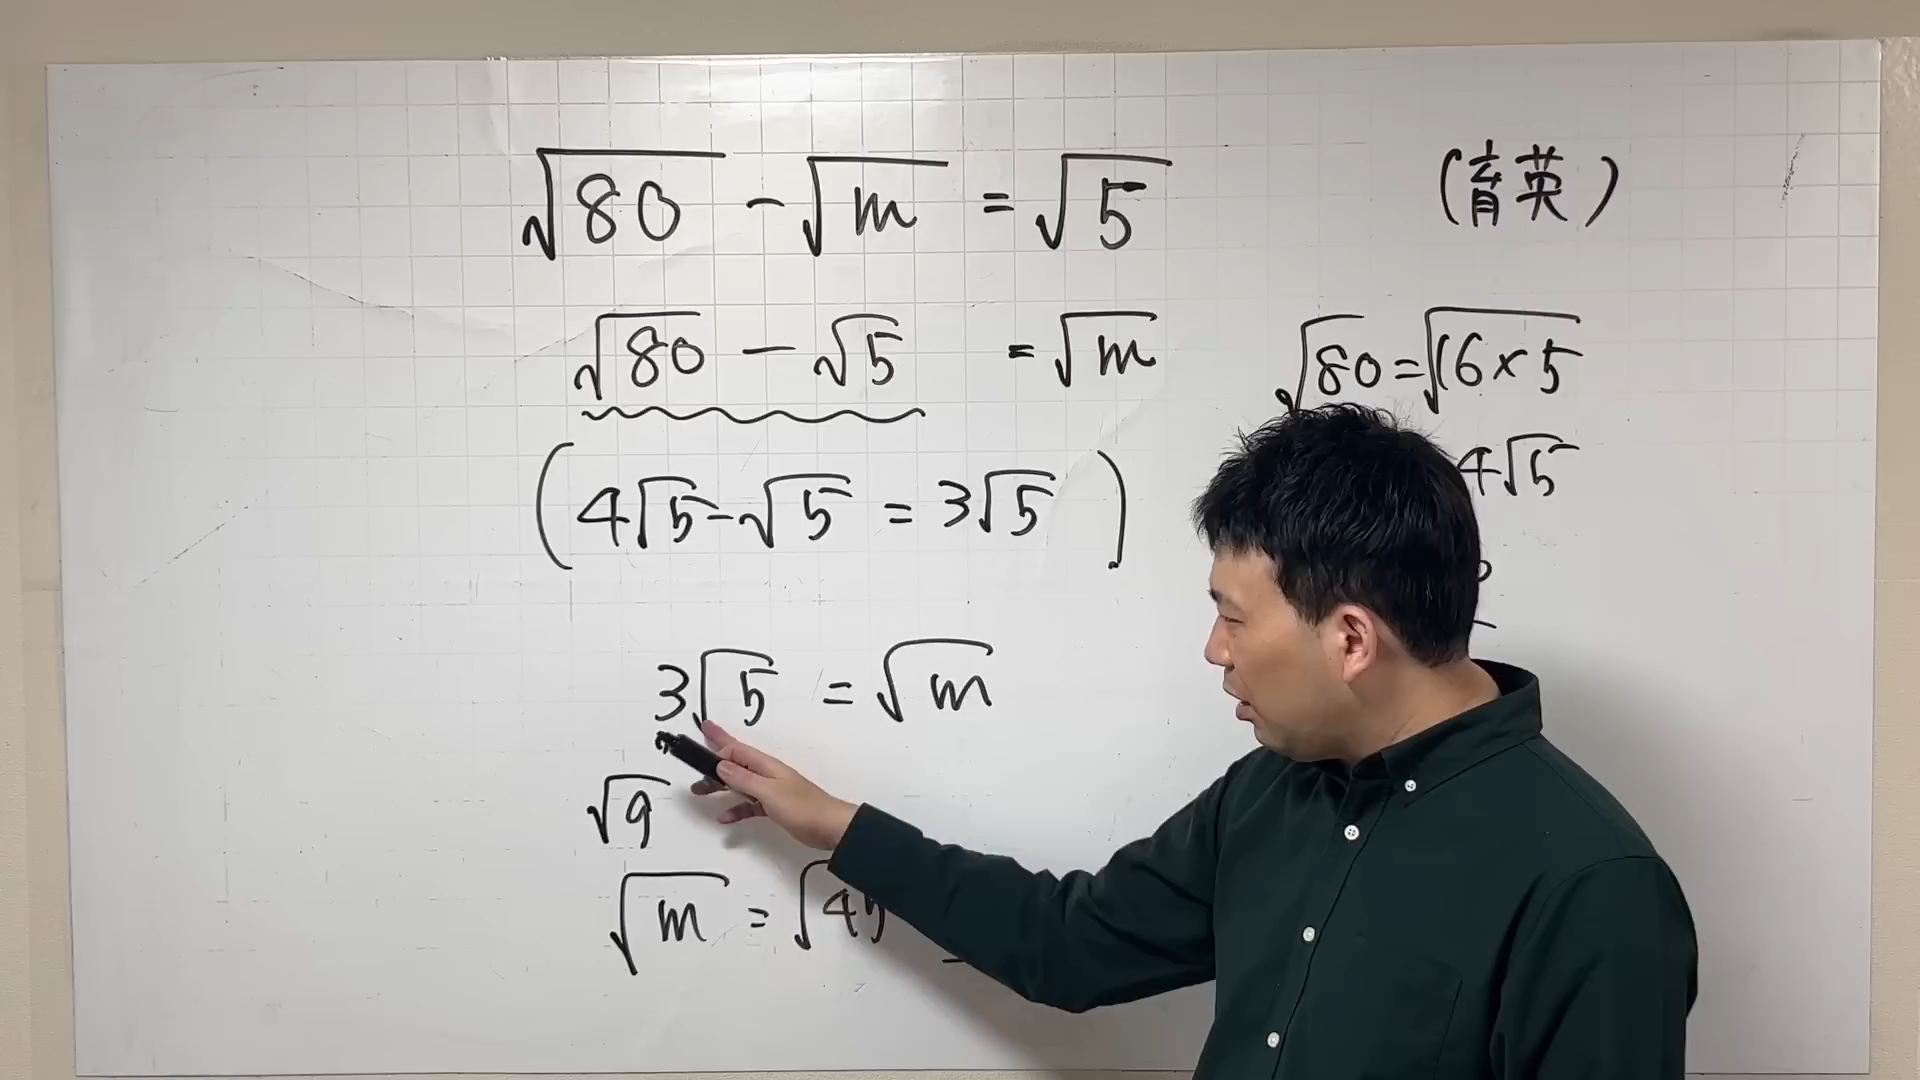 √80 - √m = √5 (育英)
√80 - √5 = √m
√80 = √16×5
4√5
(4√5 - √5 = 3√5)
3√5 = √m
√9
√m = √45